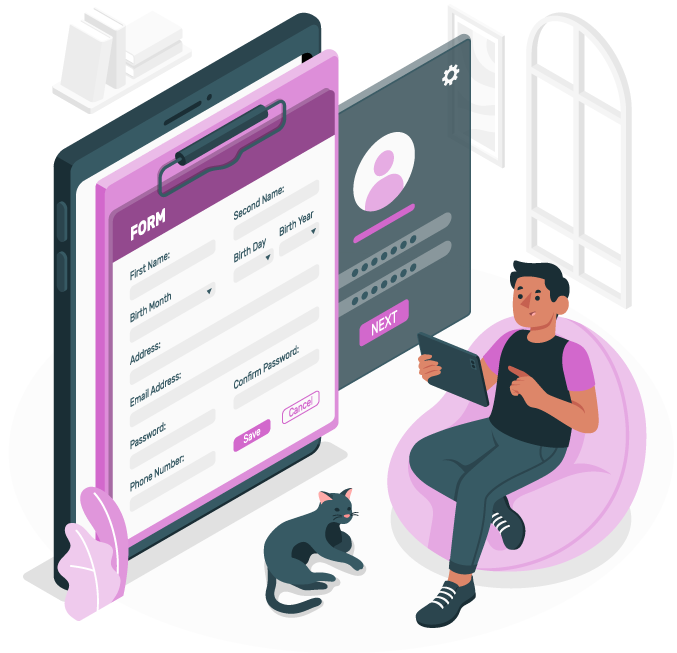 FORM
First Name:
Second Name:
Birth Month
Birth Day
Birth Year
Address:
Email Address:
Password:
Confirm Password:
Phone Number:
Save
Cancel
NEXT